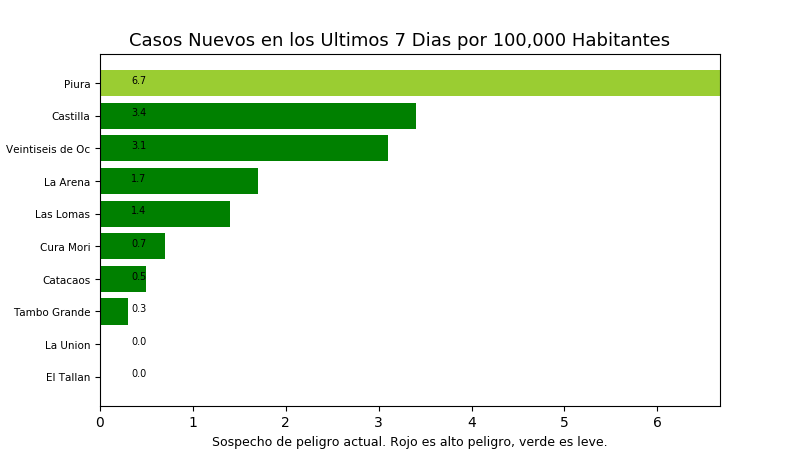 Casos Nuevos en los Ultimos 7 Dias por 100,000 Habitantes
Piura 6.7
Castilla 3.4
Veintiseis de Oc 3.1
La Arena 1.7
Las Lomas 1.4
Cura Mori 0.7
Catacaos 0.5
Tambo Grande 0.3
La Union 0.0
El Tallan 0.0
0 1 2 3 4 5 6
Sospecho de peligro actual. Rojo es alto peligro, verde es leve.